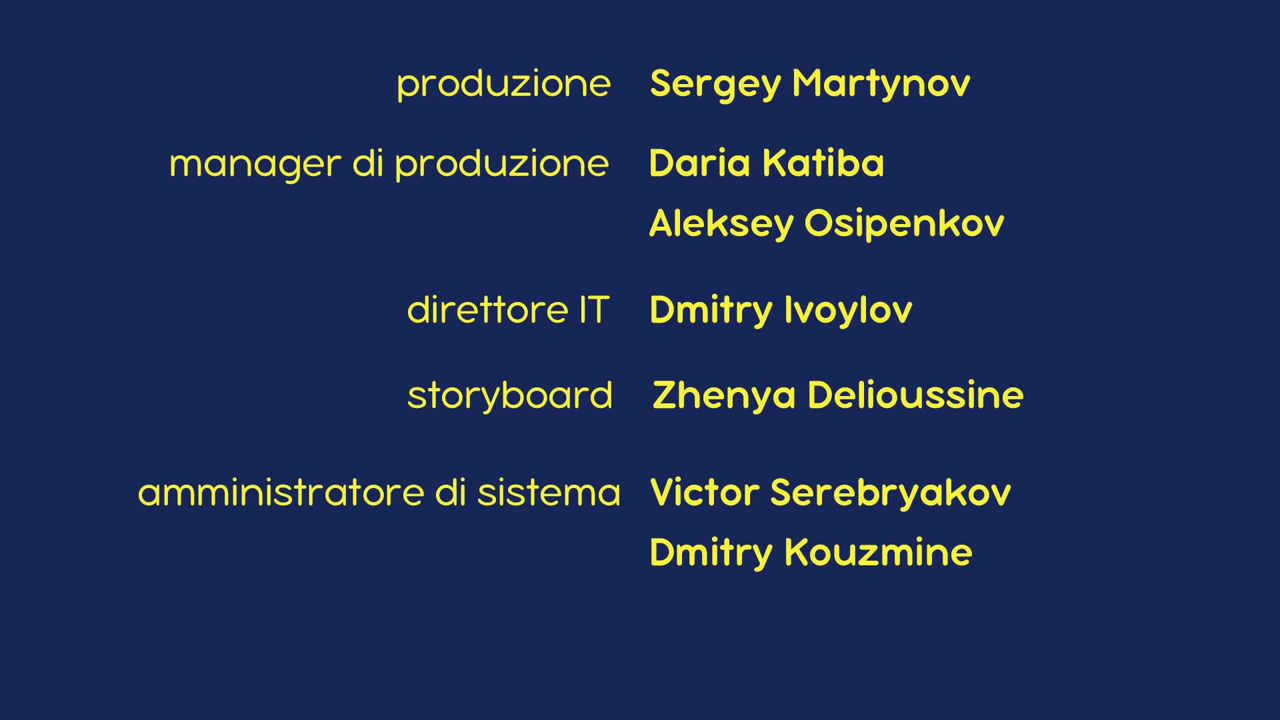 produzione Sergey Martynov
manager di produzione Daria Katiba
Aleksey Osipenkov
direttore IT Dmitry Ivoylov
storyboard Zhenya Delioussine
amministratore di sistema Victor Serebryakov
Dmitry Kouzmine